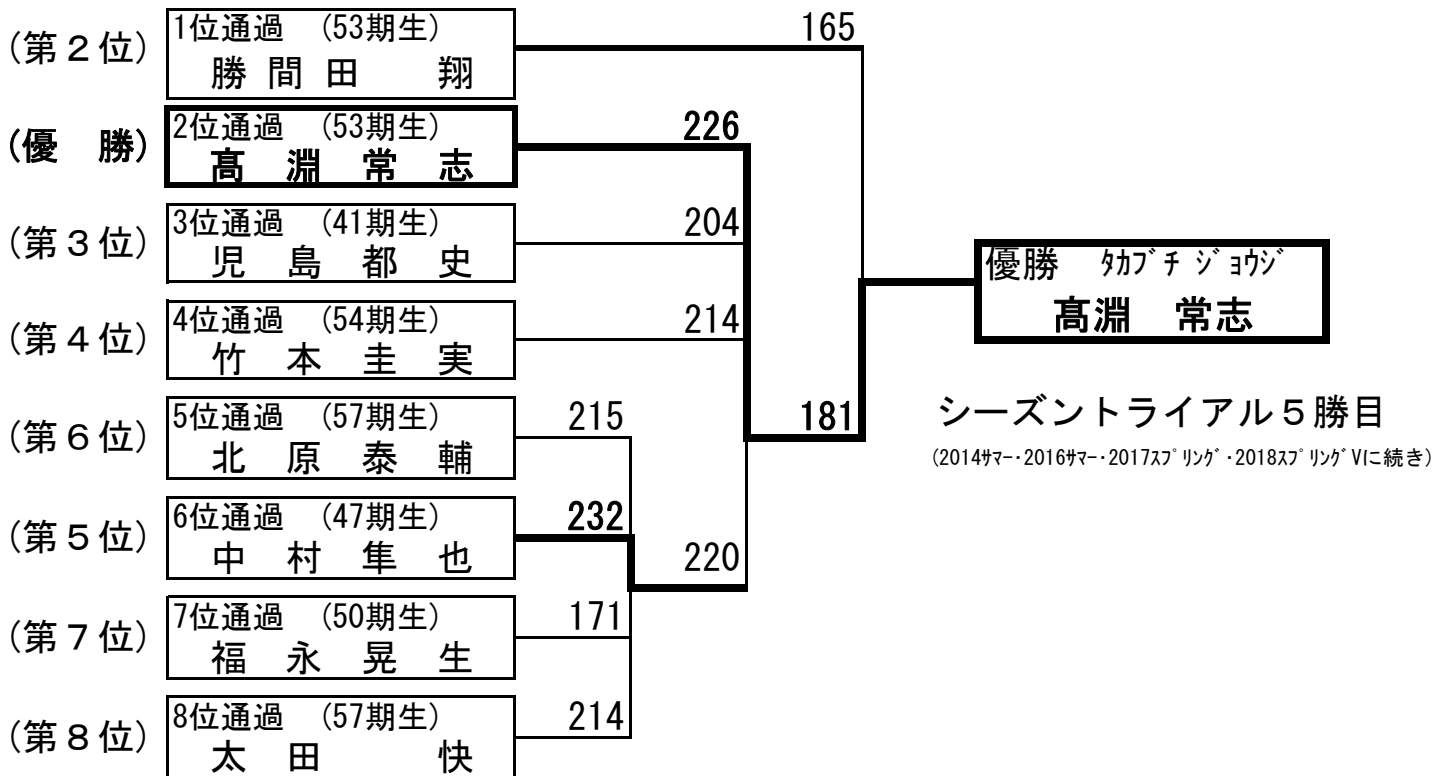 (第２位)
1位通過 (53期生)
勝間田 翔
165
(優 勝)
2位通過 (53期生)
髙淵常志
226
(第３位)
3位通過 (41期生)
児島都史
204
(第４位)
4位通過 (54期生)
竹本圭実
214
(第６位)
5位通過 (57期生)
北原泰輔
215
(第５位)
6位通過 (47期生)
中村隼也
232
220
(第７位)
7位通過 (50期生)
福永晃生
171
(第８位)
8位通過 (57期生)
太田 快
214
181
優勝 ﾀｶﾌﾞﾁ ｼﾞｮｳｼﾞ
髙淵 常志
シーズントライアル５勝目
(2014ｻﾏｰ・2016ｻﾏｰ・2017ｽﾌﾟﾘﾝｸﾞ・2018ｽﾌﾟﾘﾝｸﾞVに続き)